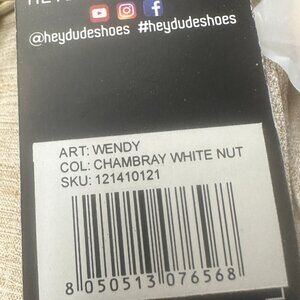 @heydudeshoes #heydudeshoes
ART: WENDY
COL: CHAMBRAY WHITE NUT
SKU: 121410121
8 050513 076568